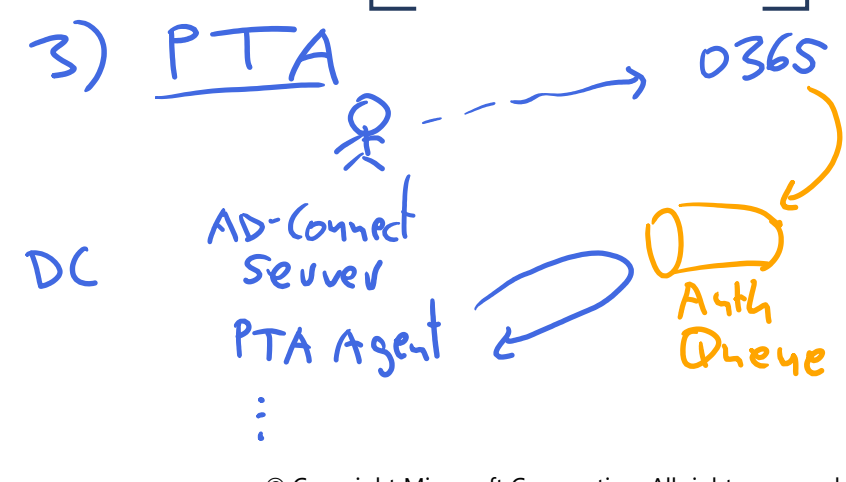 3) PTA
O365
AD-Connect
Server
DC
PTA Agent
Auth
Queue